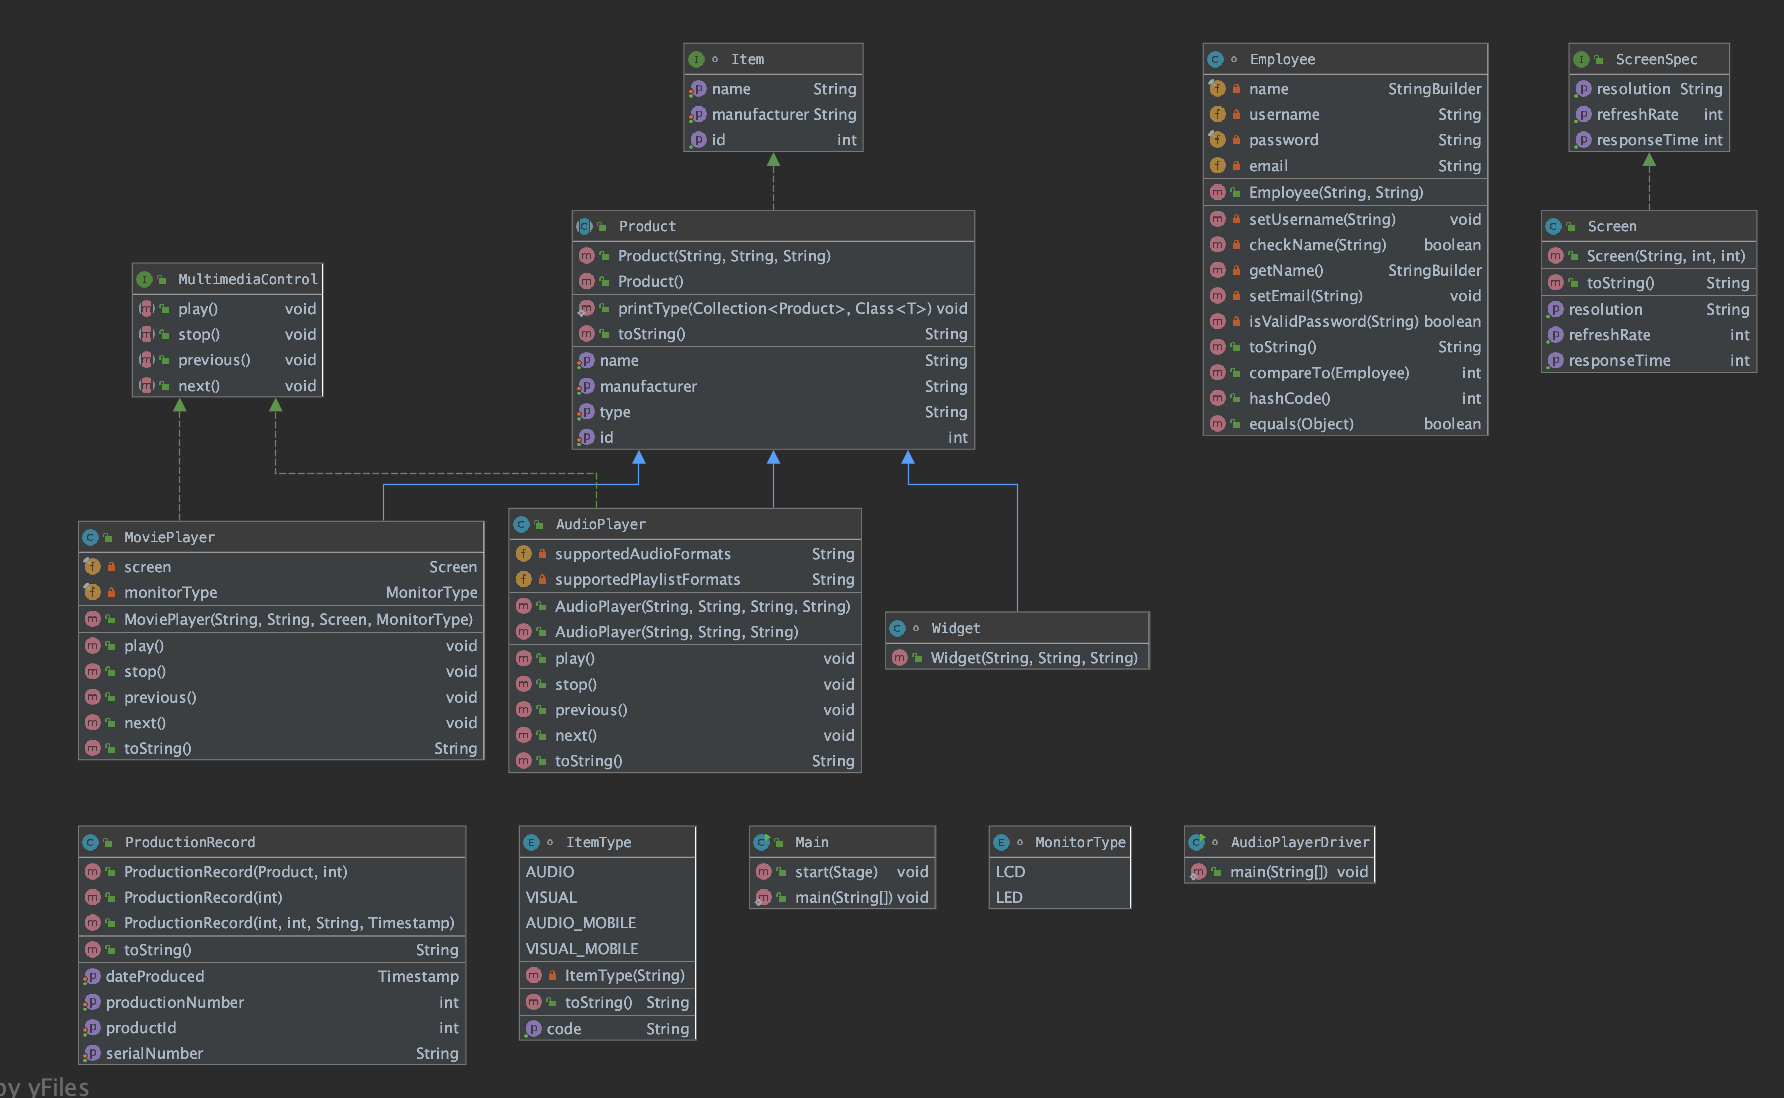 Item
name String
manufacturer String
id int
Employee
name StringBuilder
username String
password String
email String
Employee(String, String)
setUsername(String) void
checkName(String) boolean
getName() StringBuilder
setEmail(String) void
isValidPassword(String) boolean
toString() String
compareTo(Employee) int
hashCode() int
equals(Object) boolean
ScreenSpec
resolution String
refreshRate int
responseTime int
Product
Product(String, String, String)
Product()
printType(Collection<Product>, Class<T>) void
toString() String
name String
manufacturer String
type String
id int
Screen
Screen(String, int, int)
toString() String
resolution String
refreshRate int
responseTime int
MultimediaControl
play() void
stop() void
previous() void
next() void
MoviePlayer
screen Screen
monitorType MonitorType
MoviePlayer(String, String, Screen, MonitorType)
play() void
stop() void
previous() void
next() void
toString() String
AudioPlayer
supportedAudioFormats String
supportedPlaylistFormats String
AudioPlayer(String, String, String, String)
AudioPlayer(String, String, String)
play() void
stop() void
previous() void
next() void
toString() String
Widget
Widget(String, String, String)
ProductionRecord
ProductionRecord(Product, int)
ProductionRecord(int)
ProductionRecord(int, int, String, Timestamp)
toString() String
dateProduced Timestamp
productionNumber int
productId int
serialNumber String
ItemType
AUDIO
VISUAL
AUDIO_MOBILE
VISUAL_MOBILE
ItemType(String)
toString() String
code String
Main
start(Stage) void
main(String[]) void
MonitorType
LCD
LED
AudioPlayerDriver
main(String[]) void
by yFiles